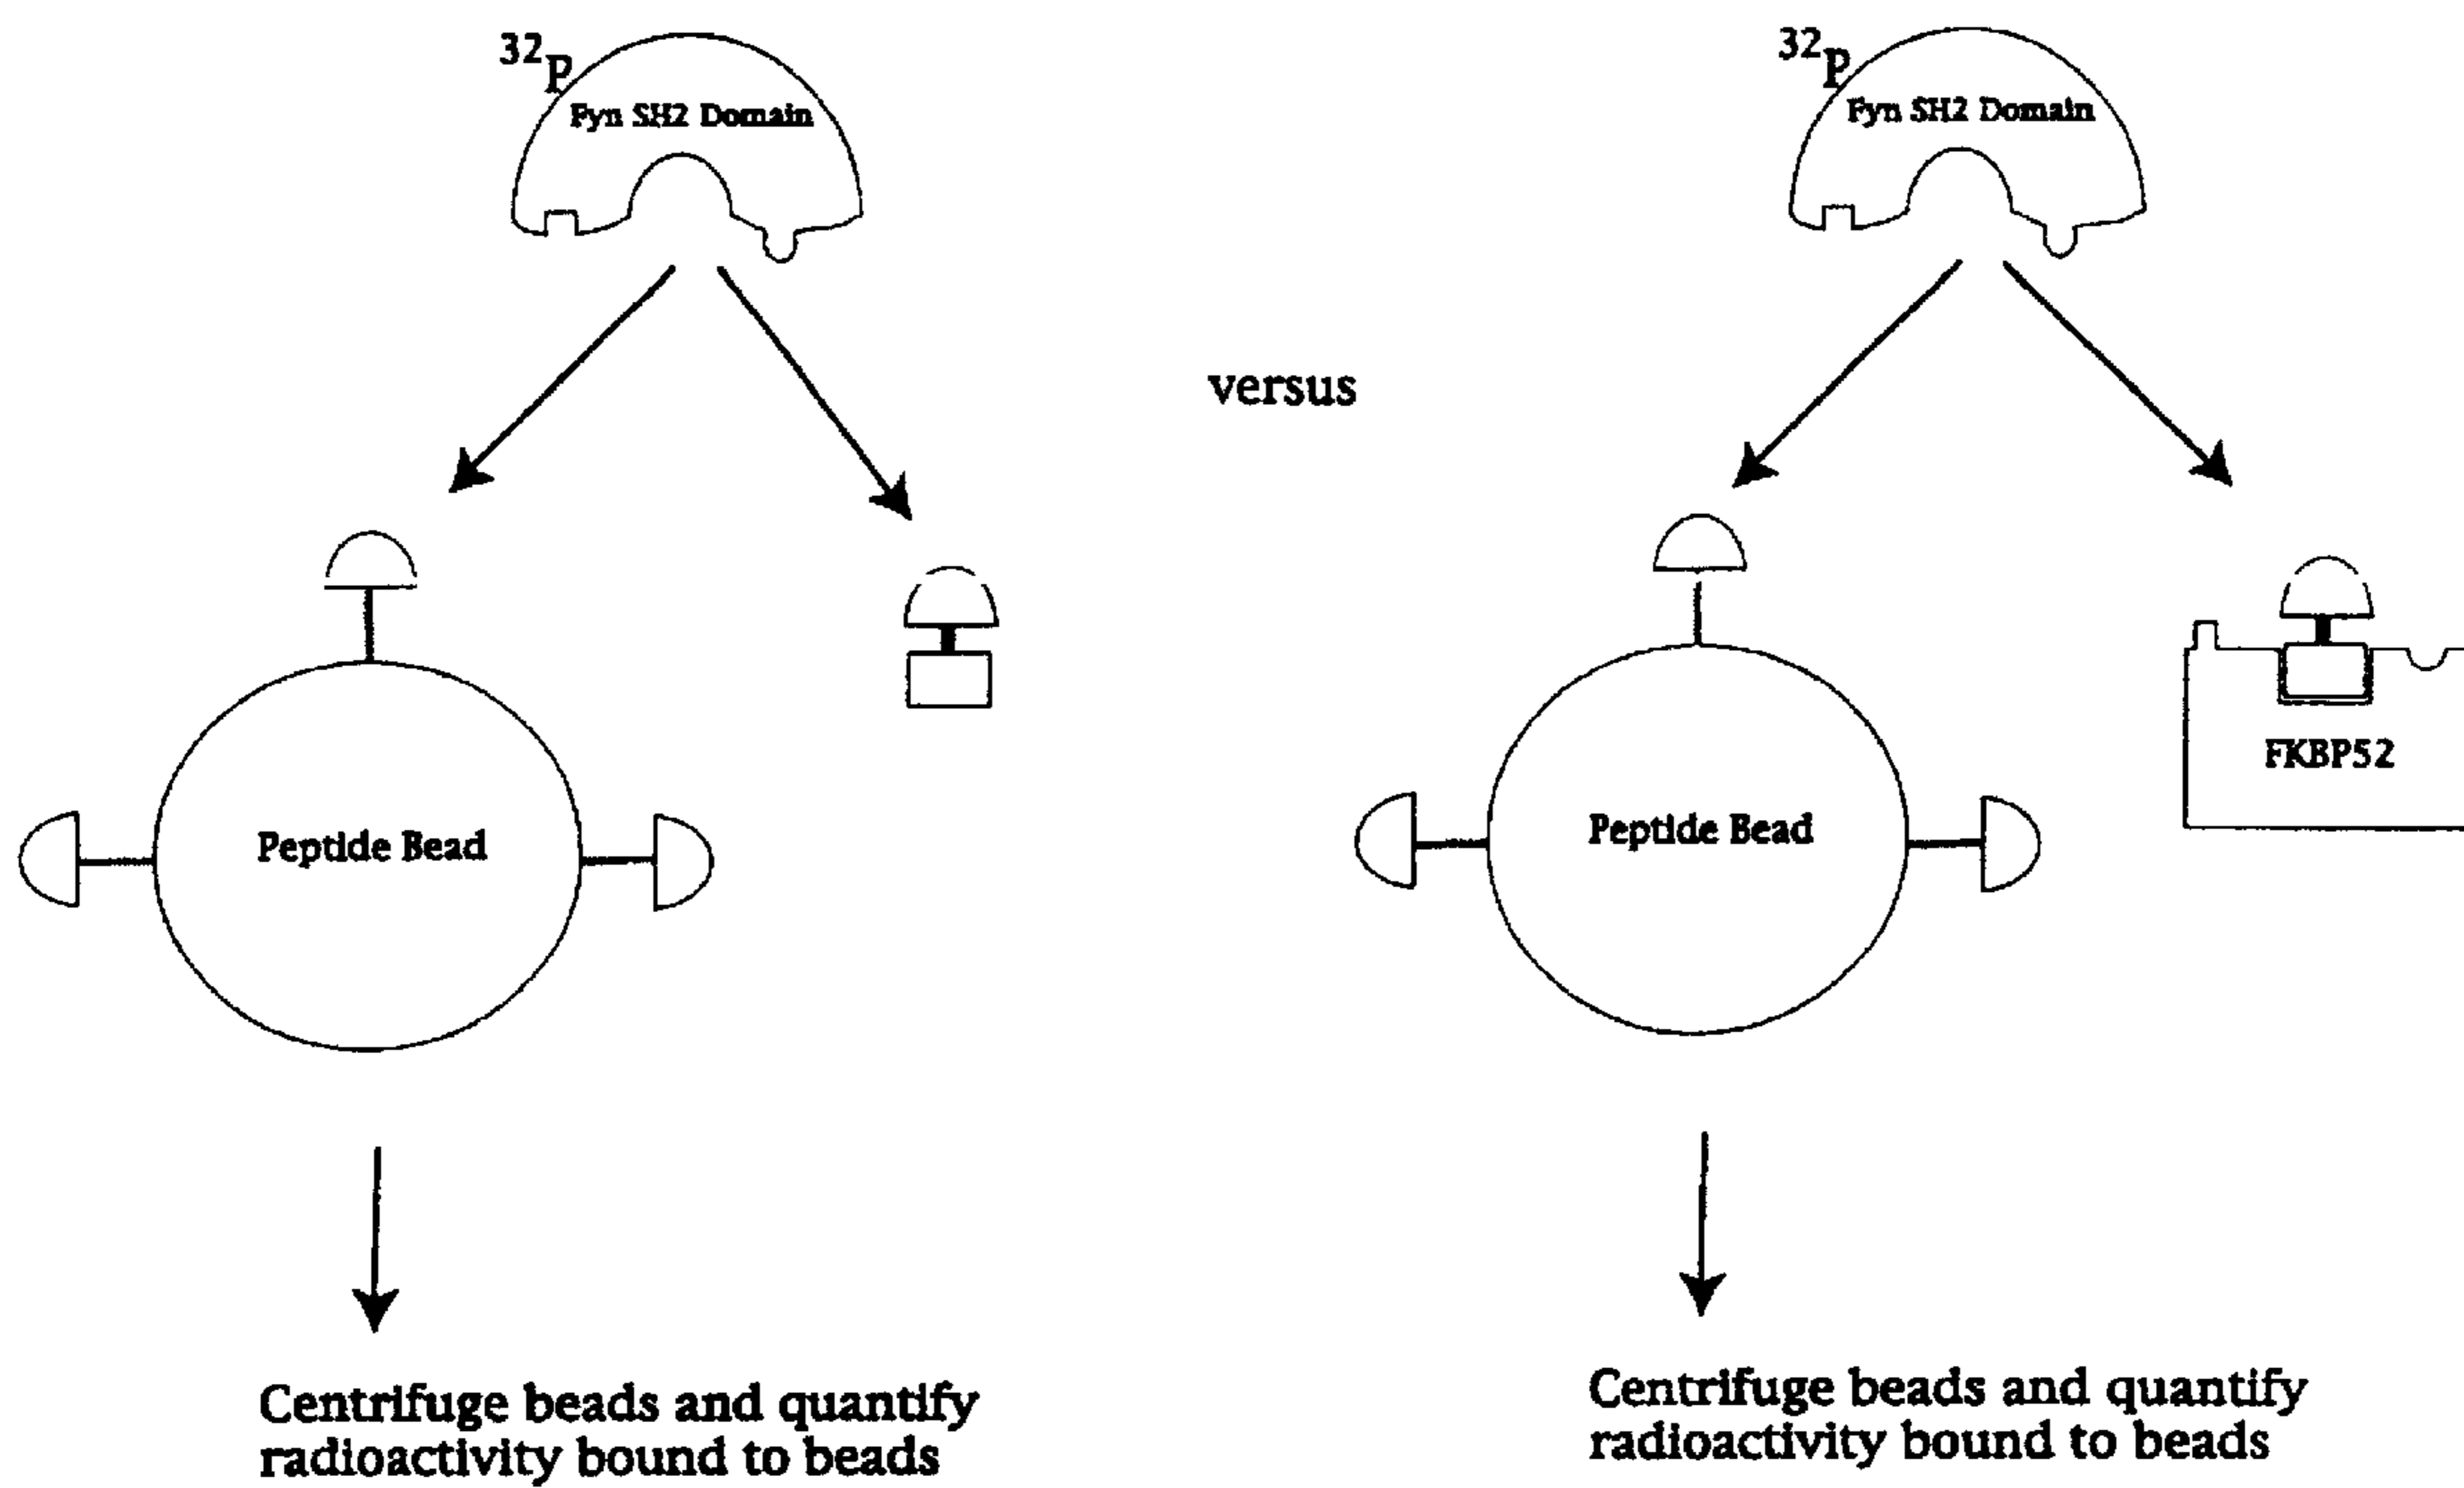 32P
Fyn SH2 Domain
32P
Fyn SH2 Domain
versus
Peptide Bead
Peptide Bead
FKBP52
Centrifuge beads and quantify
radioactivity bound to beads
Centrifuge beads and quantify
radioactivity bound to beads